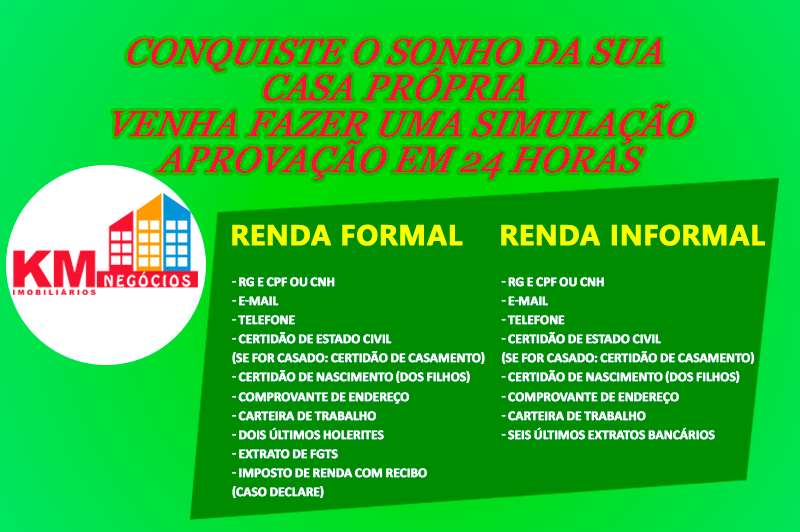 CONQUISTE O SONHO DA SUA
CASA PRÓPRIA
VENHA FAZER UMA SIMULAÇÃO
APROVAÇÃO EM 24 HORAS
KM NEGÓCIOS
IMOBILIÁRIOS
RENDA FORMAL
- RG E CPF OU CNH
- E-MAIL
- TELEFONE
- CERTIDÃO DE ESTADO CIVIL
(SE FOR CASADO: CERTIDÃO DE CASAMENTO)
- CERTIDÃO DE NASCIMENTO (DOS FILHOS)
- COMPROVANTE DE ENDEREÇO
- CARTEIRA DE TRABALHO
- DOIS ÚLTIMOS HOLERITES
- EXTRATO DE FGTS
- IMPOSTO DE RENDA COM RECIBO
(CASO DECLARE)
RENDA INFORMAL
- RG E CPF OU CNH
- E-MAIL
- TELEFONE
- CERTIDÃO DE ESTADO CIVIL
(SE FOR CASADO: CERTIDÃO DE CASAMENTO)
- CERTIDÃO DE NASCIMENTO (DOS FILHOS)
- COMPROVANTE DE ENDEREÇO
- CARTEIRA DE TRABALHO
- SEIS ÚLTIMOS EXTRATOS BANCÁRIOS